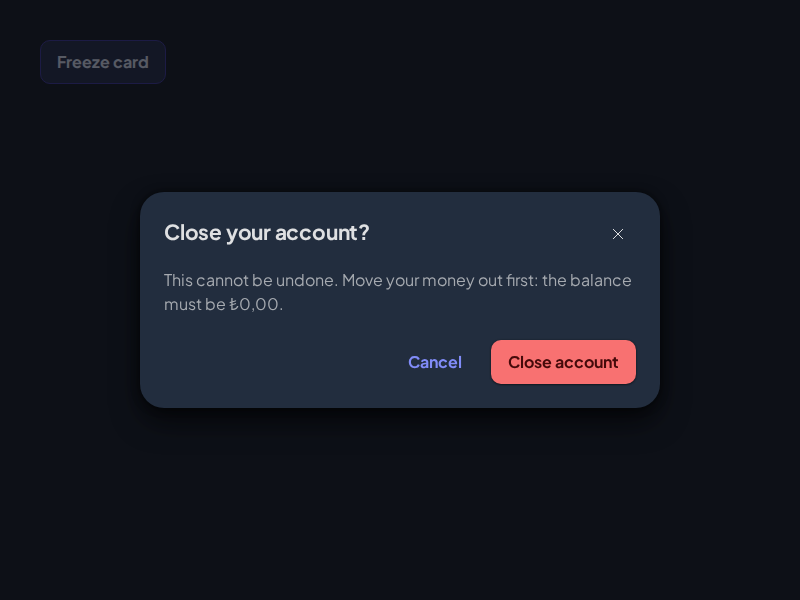 Freeze card
Close your account?
This cannot be undone. Move your money out first: the balance
must be ₺0,00.
Cancel
Close account